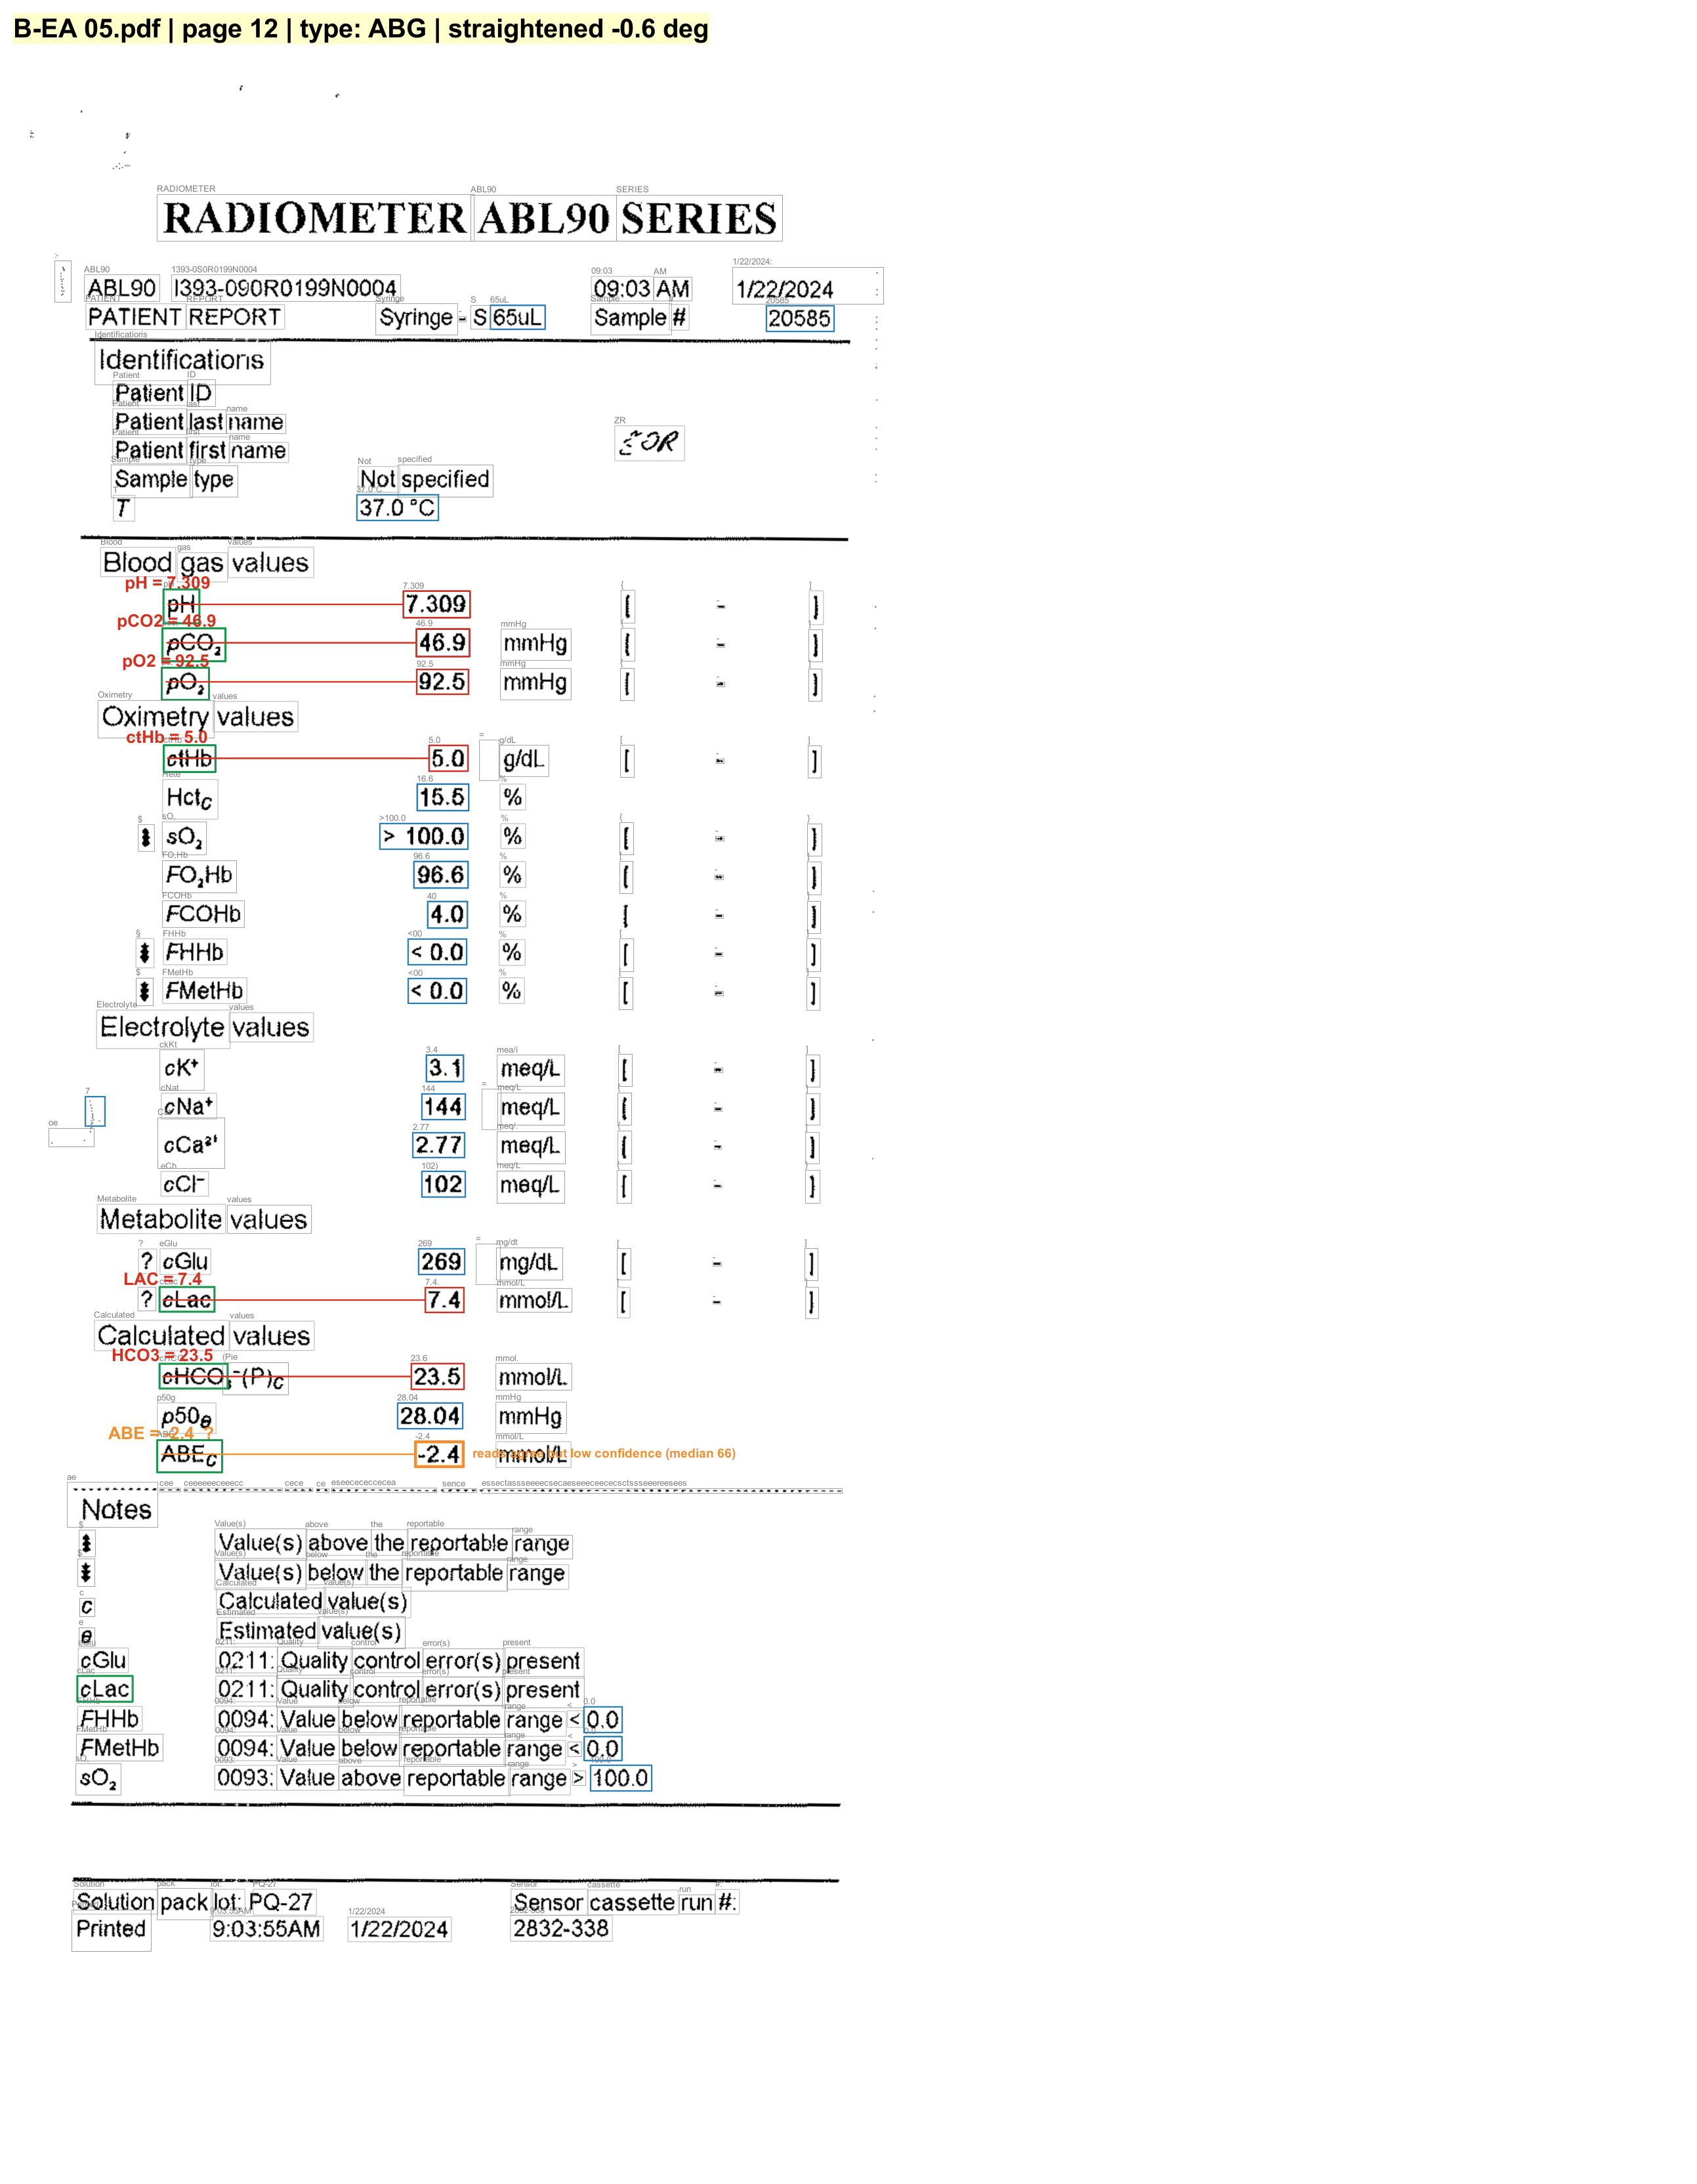 B-EA 05.pdf | page 12 | type: ABG | straightened -0.6 deg
RADIOMETER ABL90 SERIES
ABL90 I393-090R0199N0004 09:03 AM 1/22/2024
PATIENT REPORT Syringe - S 65uL Sample # 20585
Identifications
Patient ID
Patient last name
Patient first name
Sample type Not specified
T 37.0 °C
Blood gas values
pH = 7.309
pH 7.309 [ - ]
pCO2 = 46.9
pCO₂ 46.9 mmHg [ - ]
pO2 = 92.5
pO₂ 92.5 mmHg [ - ]
Oximetry values
ctHb = 5.0
ctHb 5.0 g/dL [ - ]
Hctc 15.5 %
sO₂ > 100.0 % [ - ]
FO₂Hb 96.6 % [ - ]
FCOHb 4.0 % [ - ]
FHHb < 0.0 % [ - ]
FMetHb < 0.0 % [ - ]
Electrolyte values
cK⁺ 3.1 meq/L [ - ]
cNa⁺ 144 meq/L [ - ]
cCa²⁺ 2.77 meq/L [ - ]
cCl⁻ 102 meq/L [ - ]
Metabolite values
? cGlu 269 mg/dL [ - ]
LAC = 7.4
? cLac 7.4 mmol/L [ - ]
Calculated values
HCO3 = 23.5
cHCO₃⁻(P)c 23.5 mmol/L
p50e 28.04 mmHg
ABE = -2.4 ?
ABEc -2.4 mmol/L reads agree but low confidence (median 66)
Notes
Value(s) above the reportable range
Value(s) below the reportable range
c Calculated value(s)
e Estimated value(s)
cGlu 0211: Quality control error(s) present
cLac 0211: Quality control error(s) present
FHHb 0094: Value below reportable range < 0.0
FMetHb 0094: Value below reportable range < 0.0
sO₂ 0093: Value above reportable range > 100.0
Solution pack lot: PQ-27 Sensor cassette run #:
Printed 9:03:55AM 1/22/2024 2832-338